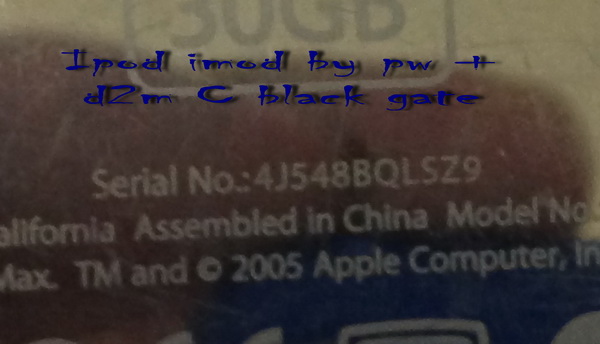 30GB
Ipod imod by pw +
d2m C black gate
Serial No.:4J548BQLSZ9
alifornia Assembled in China Model No.
Max. TM and © 2005 Apple Computer, In